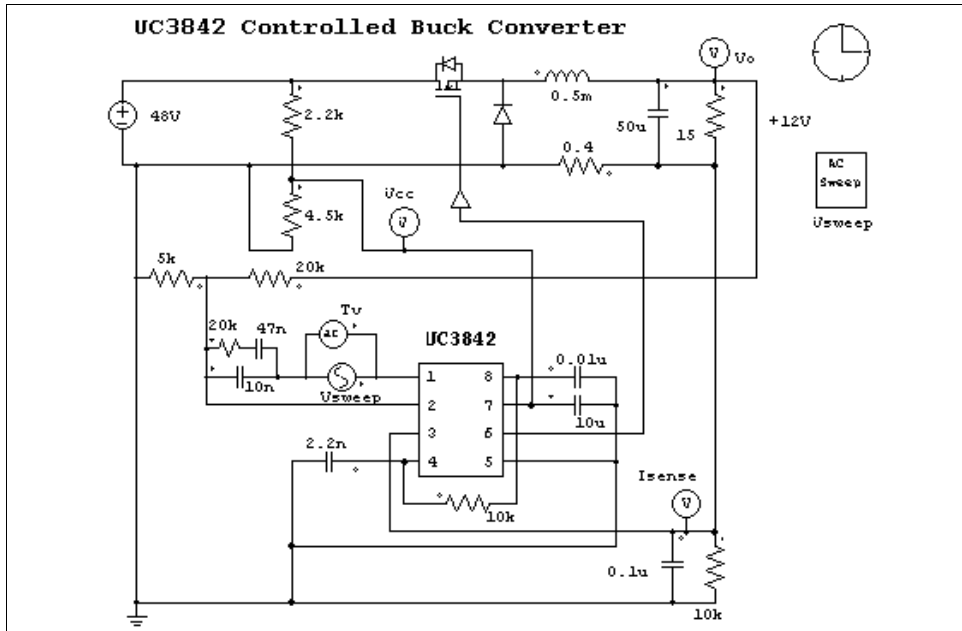 UC3842 Controlled Buck Converter
V Vo
48V
2.2k
0.5m
50u
15
+12V
0.4
AC
Sweep
Vsweep
Vcc
V
4.5k
5k
20k
20k
47n
Tv
ac
UC3842
0.01u
10n
Vsweep
1
8
2
7
10u
3
6
2.2n
4
5
Isense
V
10k
0.1u
10k